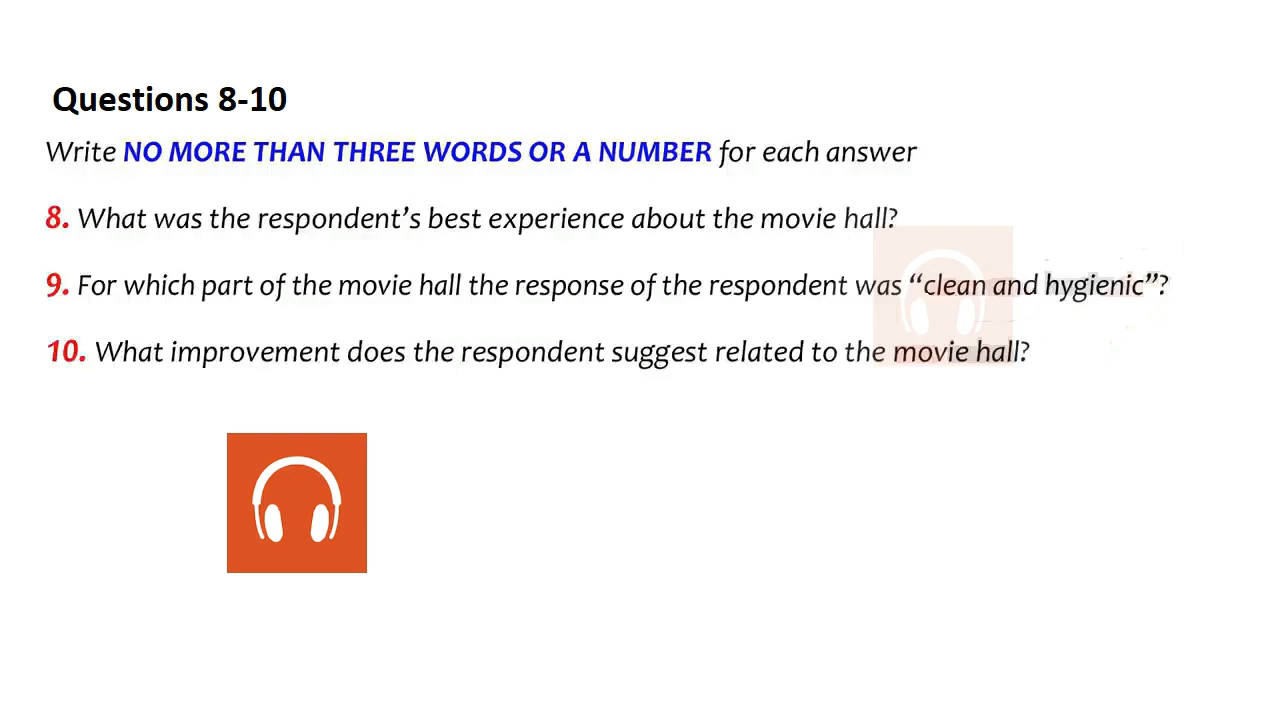 Questions 8-10
Write NO MORE THAN THREE WORDS OR A NUMBER for each answer
8. What was the respondent’s best experience about the movie hall?
9. For which part of the movie hall the response of the respondent was “clean and hygienic”?
10. What improvement does the respondent suggest related to the movie hall?